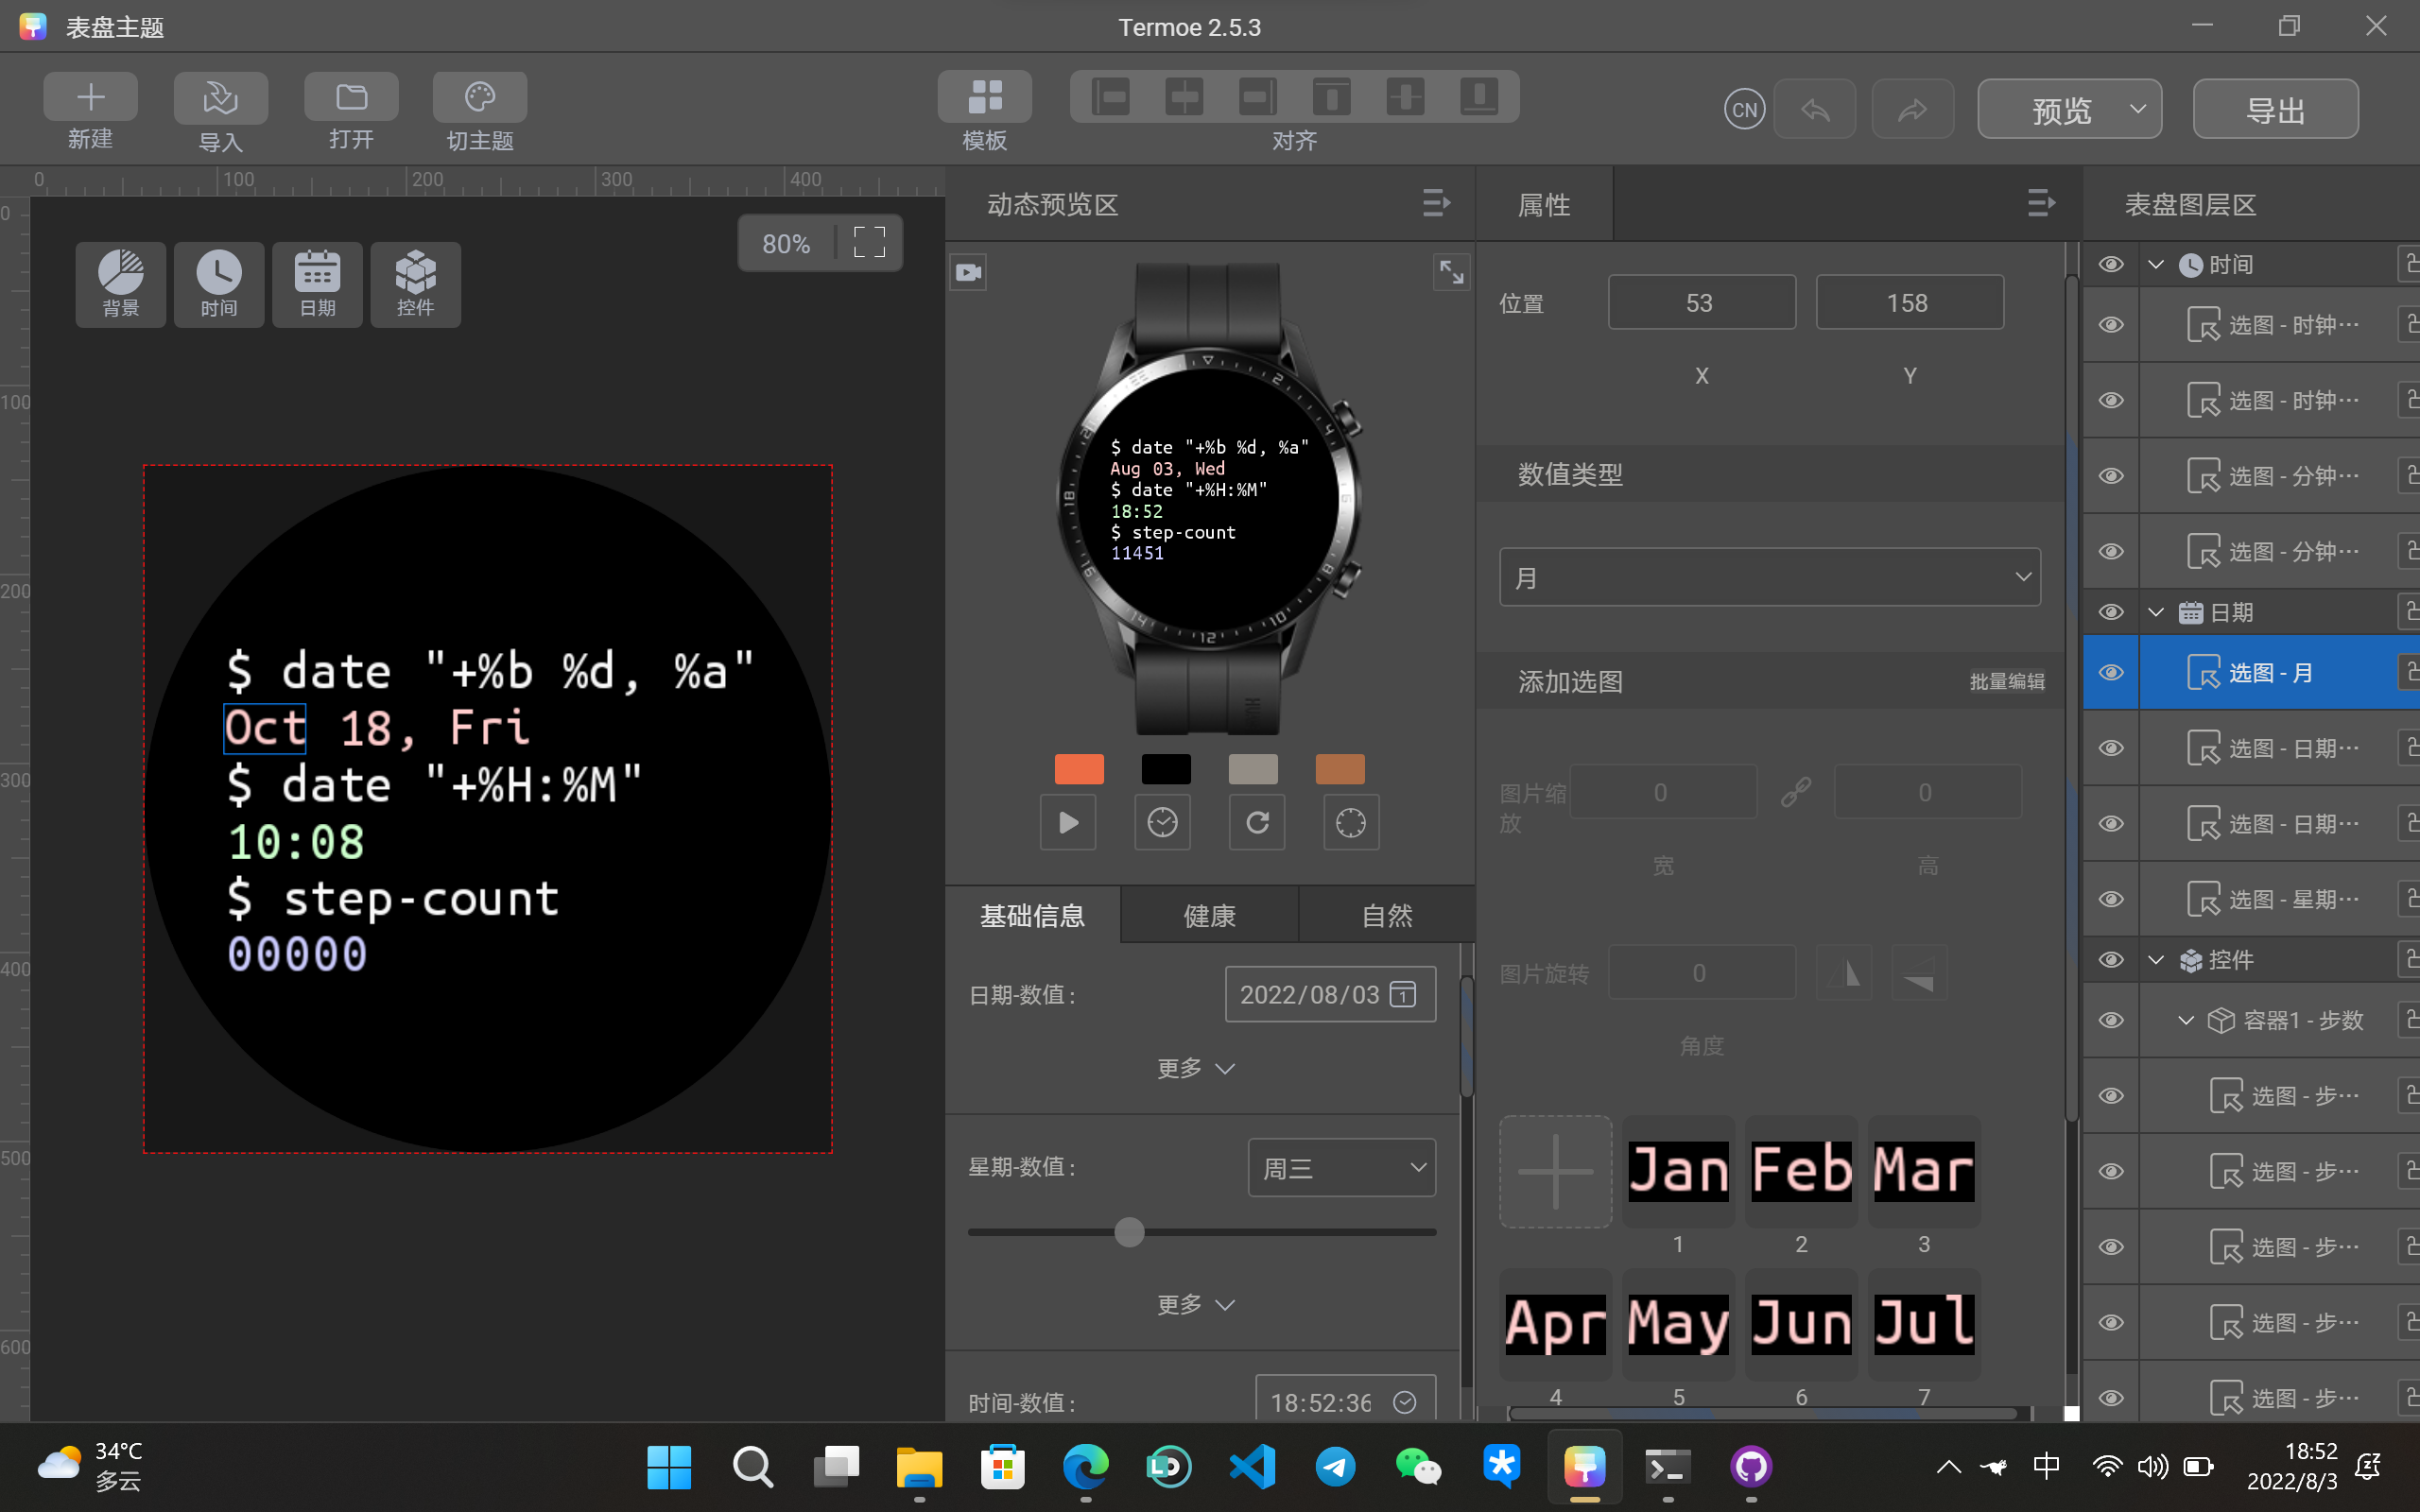 表盘主题
Termoe 2.5.3
新建
导入
打开
切主题
模板
对齐
CN
预览
导出
0
100
200
300
400
0
100
200
300
400
500
600
80%
背景
时间
日期
控件
$ date "+%b %d, %a"
Oct 18, Fri
$ date "+%H:%M"
10:08
$ step-count
00000
动态预览区
$ date "+%b %d, %a"
Aug 03, Wed
$ date "+%H:%M"
18:52
$ step-count
11451
基础信息
健康
自然
日期-数值 :
2022/08/03
1
更多
星期-数值 :
周三
更多
时间-数值 :
18:52:36
属性
位置
53
158
X
Y
数值类型
月
添加选图
批量编辑
图片缩放
0
0
宽
高
图片旋转
0
角度
Jan
Feb
Mar
1
2
3
Apr
May
Jun
Jul
4
5
6
7
表盘图层区
时间
选图 - 时钟…
选图 - 时钟…
选图 - 分钟…
选图 - 分钟…
日期
选图 - 月
选图 - 日期…
选图 - 日期…
选图 - 星期…
控件
容器1 - 步数
选图 - 步…
选图 - 步…
选图 - 步…
选图 - 步…
选图 - 步…
34°C
多云
中
18:52
2022/8/3